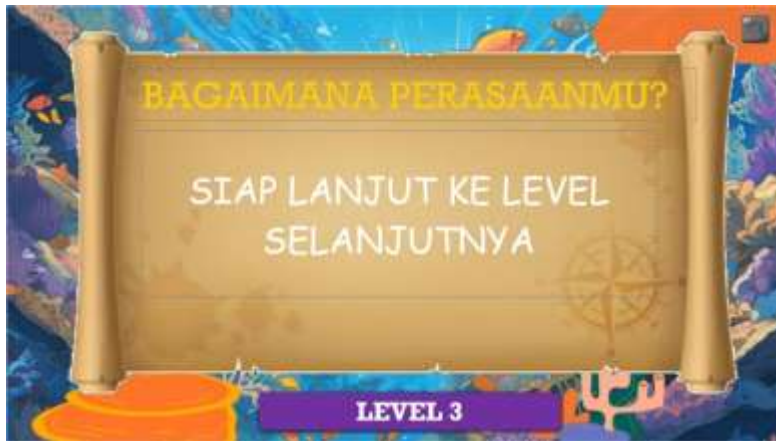 BAGAIMANA PERASAANMU?
SIAP LANJUT KE LEVEL
SELANJUTNYA
LEVEL 3